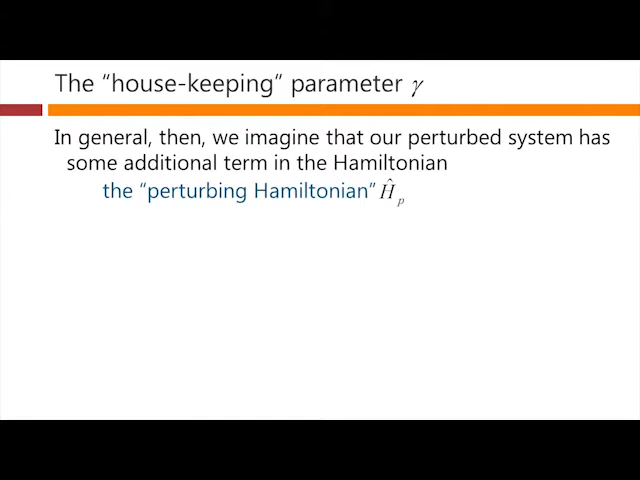 The “house-keeping” parameter γ
In general, then, we imagine that our perturbed system has
some additional term in the Hamiltonian
the “perturbing Hamiltonian” Ĥₚ